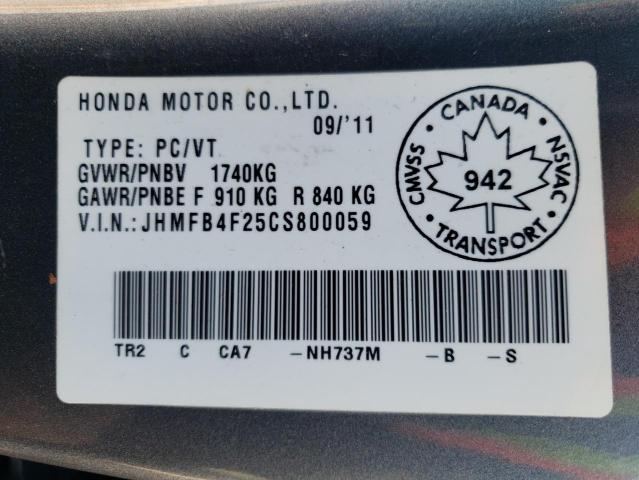 HONDA MOTOR CO.,LTD.
09/'11
TYPE: PC/VT
GVWR/PNBV 1740KG
GAWR/PNBE F 910 KG R 840 KG
V.I.N.: JHMFB4F25CS800059
CANADA
CMVSS
942
NSVAC
TRANSPORT
TR2 C CA7 -NH737M -B -S